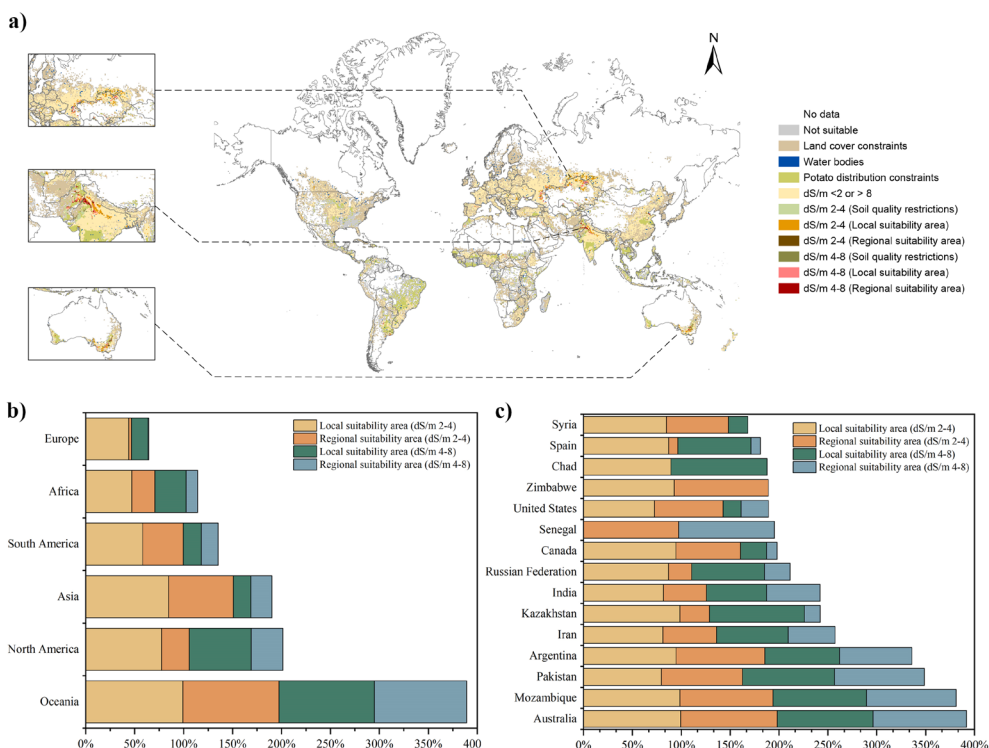 a)
N
No data
Not suitable
Land cover constraints
Water bodies
Potato distribution constraints
dS/m <2 or > 8
dS/m 2-4 (Soil quality restrictions)
dS/m 2-4 (Local suitability area)
dS/m 2-4 (Regional suitability area)
dS/m 4-8 (Soil quality restrictions)
dS/m 4-8 (Local suitability area)
dS/m 4-8 (Regional suitability area)
b)
Local suitability area (dS/m 2-4)
Regional suitability area (dS/m 2-4)
Local suitability area (dS/m 4-8)
Regional suitability area (dS/m 4-8)
Europe
Africa
South America
Asia
North America
Oceania
0% 50% 100% 150% 200% 250% 300% 350% 400%
c)
Local suitability area (dS/m 2-4)
Regional suitability area (dS/m 2-4)
Local suitability area (dS/m 4-8)
Regional suitability area (dS/m 4-8)
Syria
Spain
Chad
Zimbabwe
United States
Senegal
Canada
Russian Federation
India
Kazakhstan
Iran
Argentina
Pakistan
Mozambique
Australia
0% 50% 100% 150% 200% 250% 300% 350% 400%